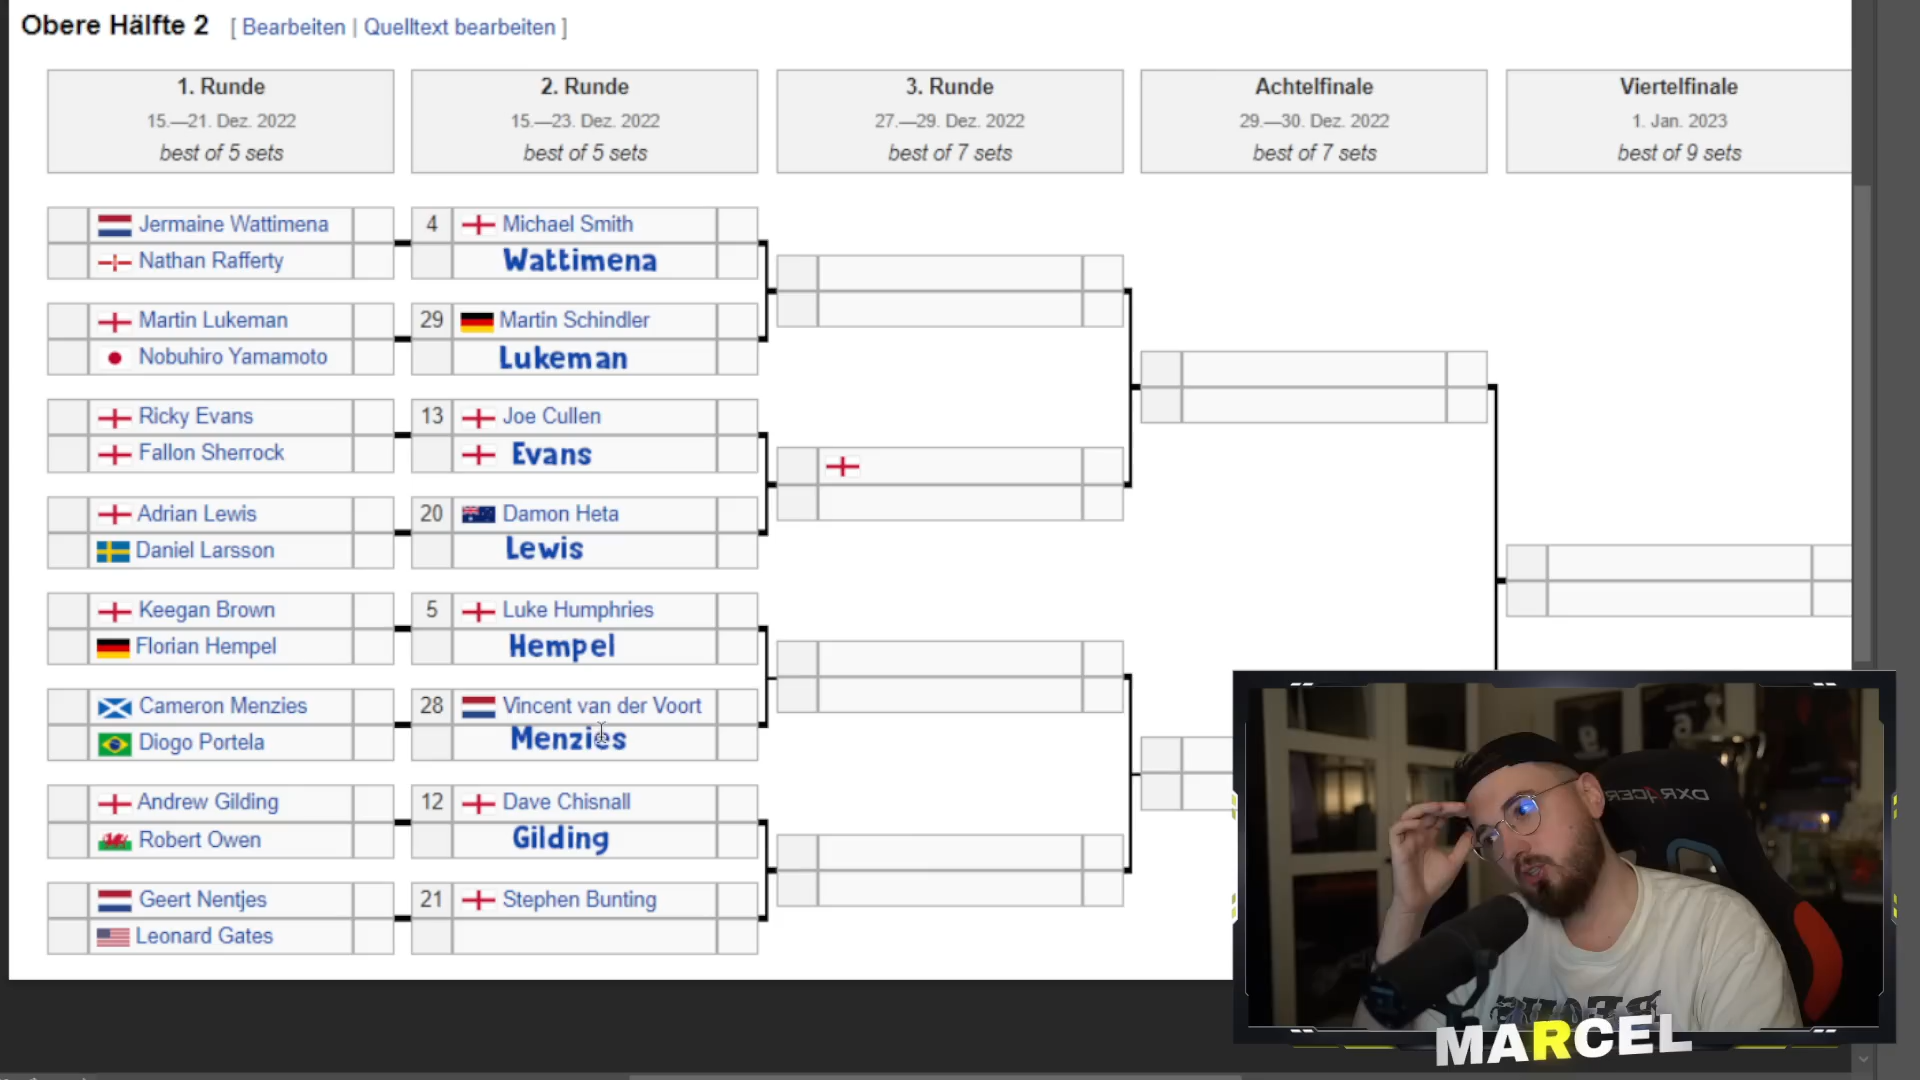 Obere Hälfte 2 [ Bearbeiten | Quelltext bearbeiten ]
1. Runde
15.—21. Dez. 2022
best of 5 sets
2. Runde
15.—23. Dez. 2022
best of 5 sets
3. Runde
27.—29. Dez. 2022
best of 7 sets
Achtelfinale
29.—30. Dez. 2022
best of 7 sets
Viertelfinale
1. Jan. 2023
best of 9 sets
Jermaine Wattimena
Nathan Rafferty
4 Michael Smith
Wattimena
Martin Lukeman
Nobuhiro Yamamoto
29 Martin Schindler
Lukeman
Ricky Evans
Fallon Sherrock
13 Joe Cullen
Evans
Adrian Lewis
Daniel Larsson
20 Damon Heta
Lewis
Keegan Brown
Florian Hempel
5 Luke Humphries
Hempel
Cameron Menzies
Diogo Portela
28 Vincent van der Voort
Menzies
Andrew Gilding
Robert Owen
12 Dave Chisnall
Gilding
Geert Nentjes
Leonard Gates
21 Stephen Bunting
DXRACER
MARCEL